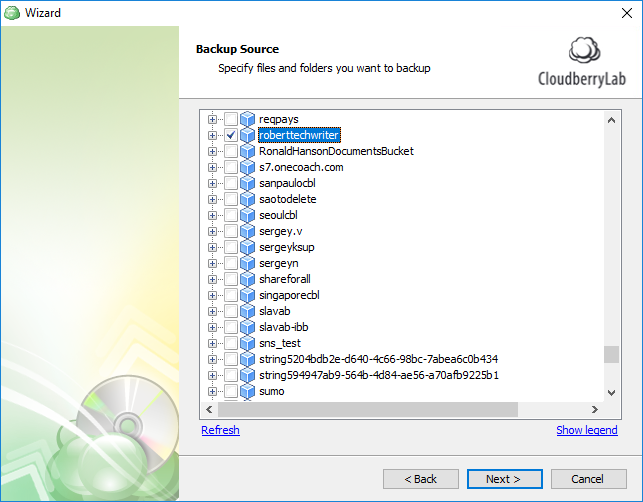 Wizard
Backup Source
Specify files and folders you want to backup
CloudberryLab
reqpays
roberttechwriter
RonaldHansonDocumentsBucket
s7.onecoach.com
sanpaulocbl
saotodelete
seoulcbl
sergey.v
sergeyksup
sergeyn
shareforall
singaporecbl
slavab
slavab-ibb
sns_test
string5204bdb2e-d640-4c66-98bc-7abea6c0b434
string594947ab9-564b-4d84-ae56-a70afb9225b1
sumo
Refresh
Show legend
< Back
Next >
Cancel